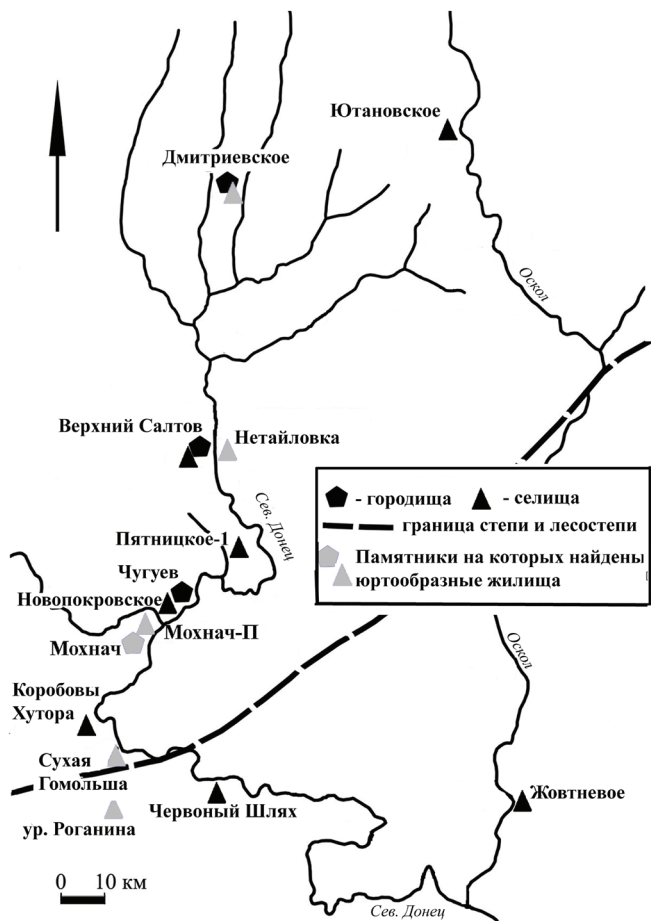 Ютановское
Дмитриевское
Оскол
Верхний Салтов
Нетайловка
Сев. Донец
- городища
- селища
граница степи и лесостепи
Памятники на которых найдены
юртообразные жилища
Пятницкое-1
Чугуев
Новопокровское
Мохнач-П
Мохнач
Оскол
Коробовы
Хутора
Сухая
Гомольша
Червоный Шлях
Жовтневое
ур. Роганина
0 10 км
Сев. Донец